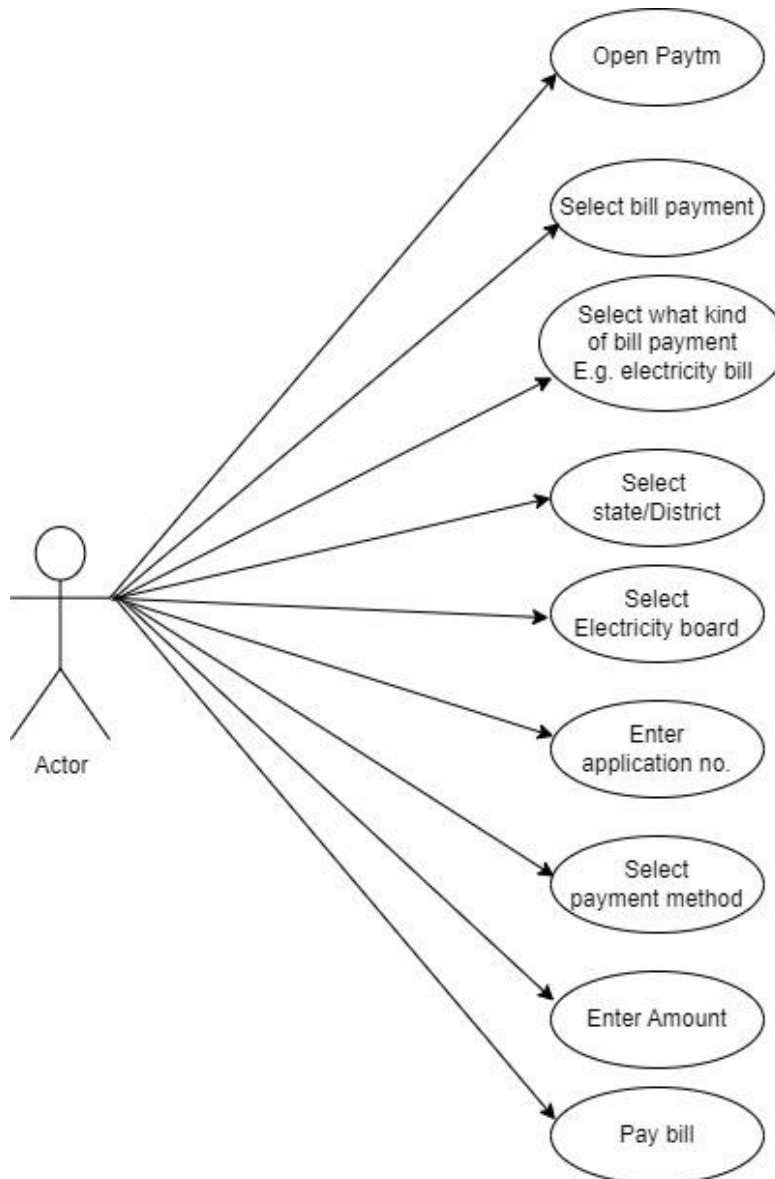 Open Paytm
Select bill payment
Select what kind
of bill payment
E.g. electricity bill
Select
state/District
Select
Electricity board
Enter
application no.
Actor
Select
payment method
Enter Amount
Pay bill